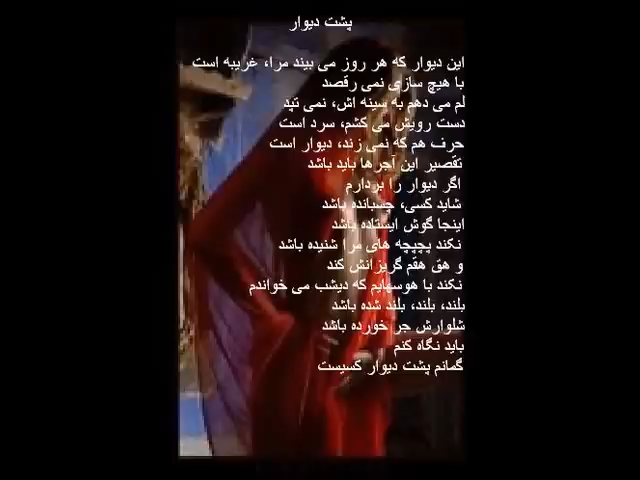 پشت دیوار
این دیوار که هر روز می بیند مرا، غریبه است
با هیچ سازی نمی رقصد
لم می دهم به سینه اش، نمی تپد
دست رویش می کشم، سرد است
حرف هم که نمی زند، دیوار است
تقصیر این آجرها باید باشد
اگر دیوار را بردارم
شاید کسی، چسبانده باشد
اینجا گوش ایستاده باشد
نکند پچپچه های مرا شنیده باشد
و هق هقم گریزانش کند
نکند با هوسهایم که دیشب می خواندم
بلند، بلند، بلند شده باشد
شلوارش جر خورده باشد
باید نگاه کنم
گمانم پشت دیوار کسیست